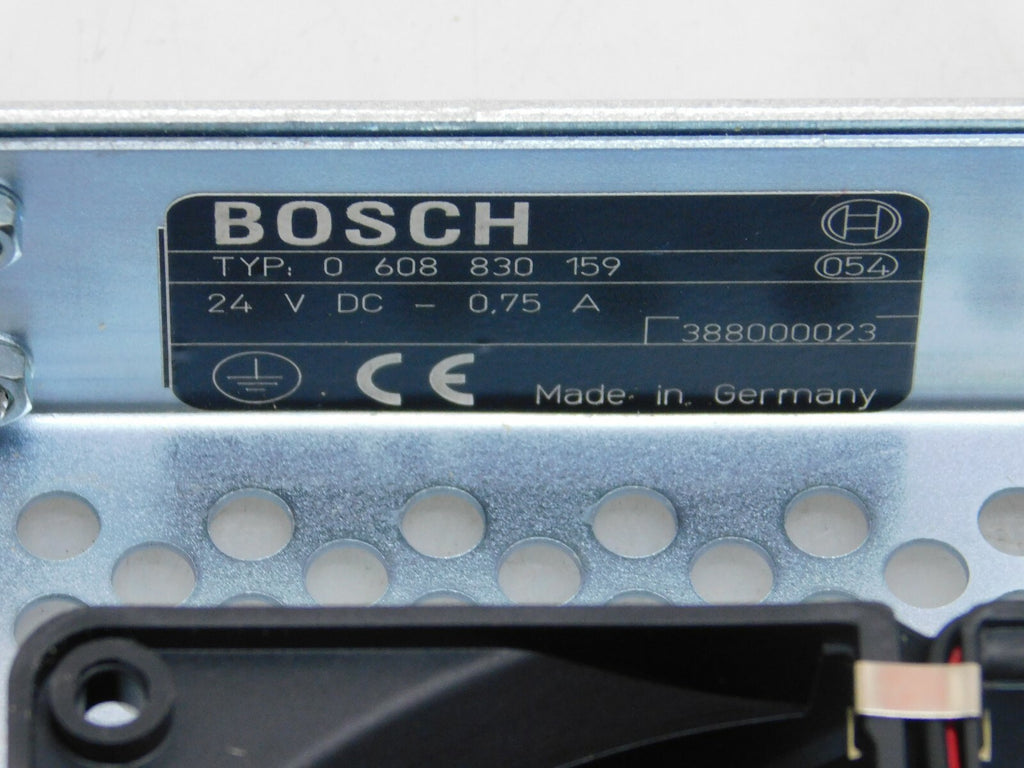 BOSCH
TYP: 0 608 830 159 054
24 V DC - 0,75 A
388000023
CE Made in Germany